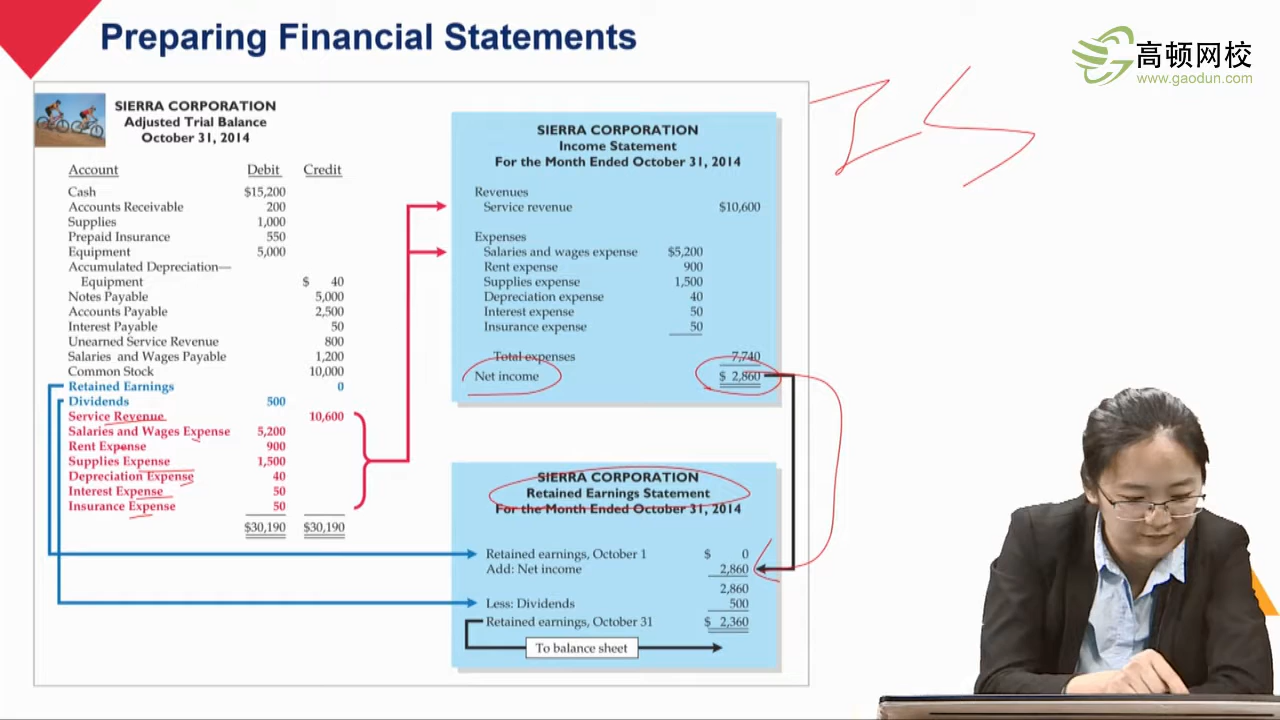 Preparing Financial Statements
高顿网校
www.gaodun.com
IS
SIERRA CORPORATION
Adjusted Trial Balance
October 31, 2014
Account Debit Credit
Cash $15,200
Accounts Receivable 200
Supplies 1,000
Prepaid Insurance 550
Equipment 5,000
Accumulated Depreciation—
Equipment $ 40
Notes Payable 5,000
Accounts Payable 2,500
Interest Payable 50
Unearned Service Revenue 800
Salaries and Wages Payable 1,200
Common Stock 10,000
Retained Earnings 0
Dividends 500
Service Revenue 10,600
Salaries and Wages Expense 5,200
Rent Expense 900
Supplies Expense 1,500
Depreciation Expense 40
Interest Expense 50
Insurance Expense 50
$30,190 $30,190
SIERRA CORPORATION
Income Statement
For the Month Ended October 31, 2014
Revenues
Service revenue $10,600
Expenses
Salaries and wages expense $5,200
Rent expense 900
Supplies expense 1,500
Depreciation expense 40
Interest expense 50
Insurance expense 50
Total expenses 7,740
Net income $ 2,860
SIERRA CORPORATION
Retained Earnings Statement
For the Month Ended October 31, 2014
Retained earnings, October 1 $ 0
Add: Net income 2,860
2,860
Less: Dividends 500
Retained earnings, October 31 $ 2,360
To balance sheet